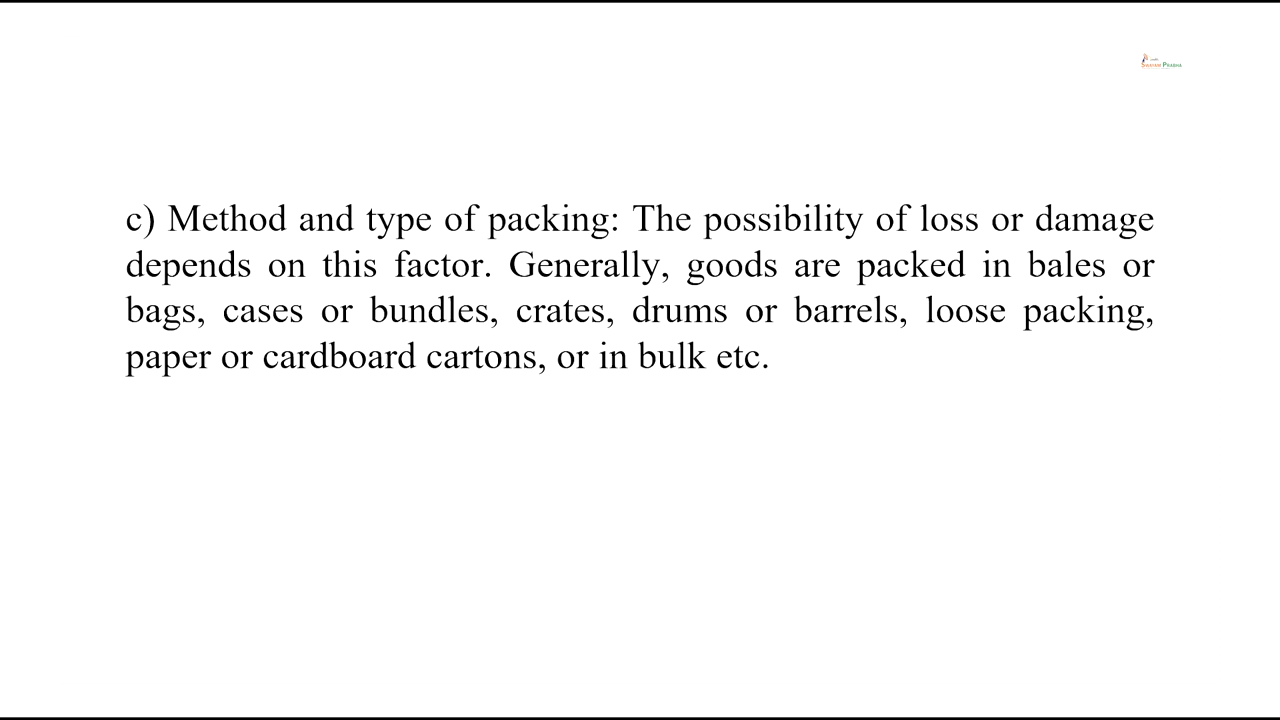 SWAYAM PRABHA
c) Method and type of packing: The possibility of loss or damage
depends on this factor. Generally, goods are packed in bales or
bags, cases or bundles, crates, drums or barrels, loose packing,
paper or cardboard cartons, or in bulk etc.